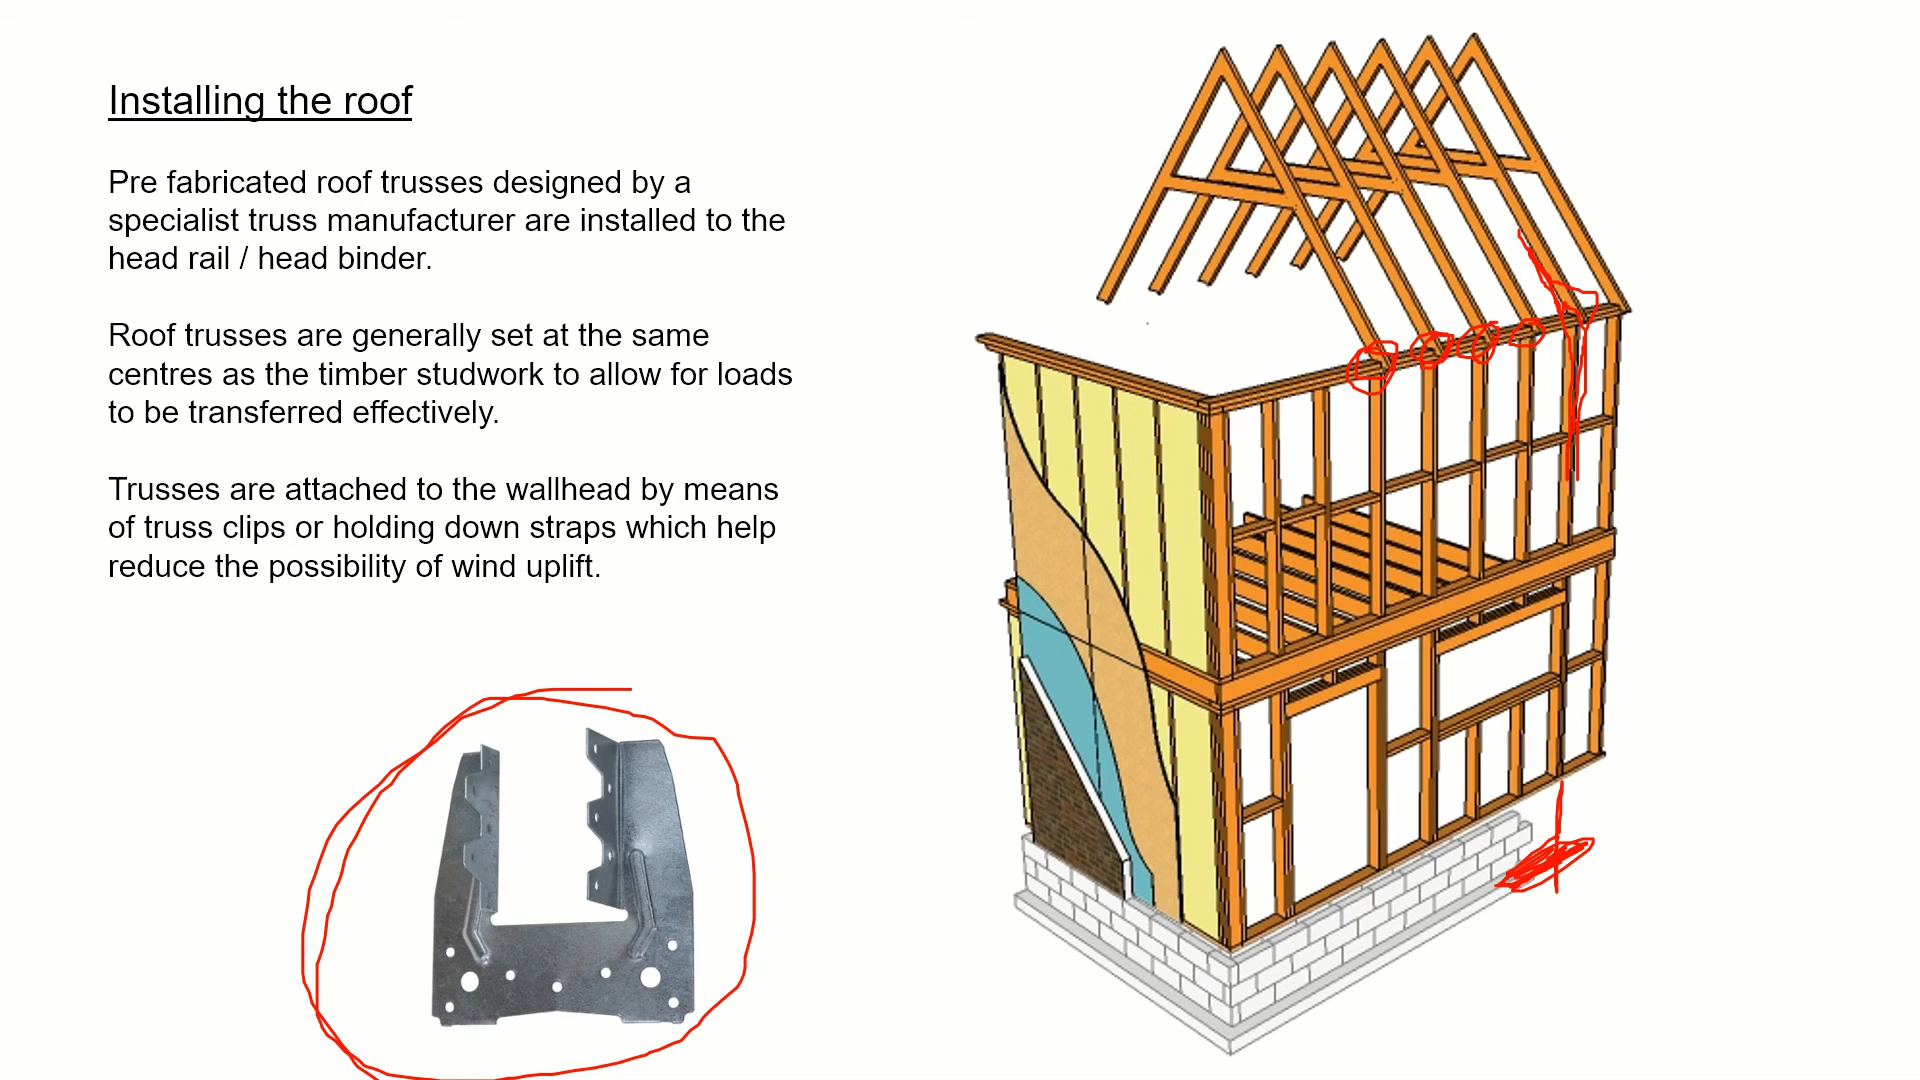 Installing the roof
Pre fabricated roof trusses designed by a
specialist truss manufacturer are installed to the
head rail / head binder.
Roof trusses are generally set at the same
centres as the timber studwork to allow for loads
to be transferred effectively.
Trusses are attached to the wallhead by means
of truss clips or holding down straps which help
reduce the possibility of wind uplift.